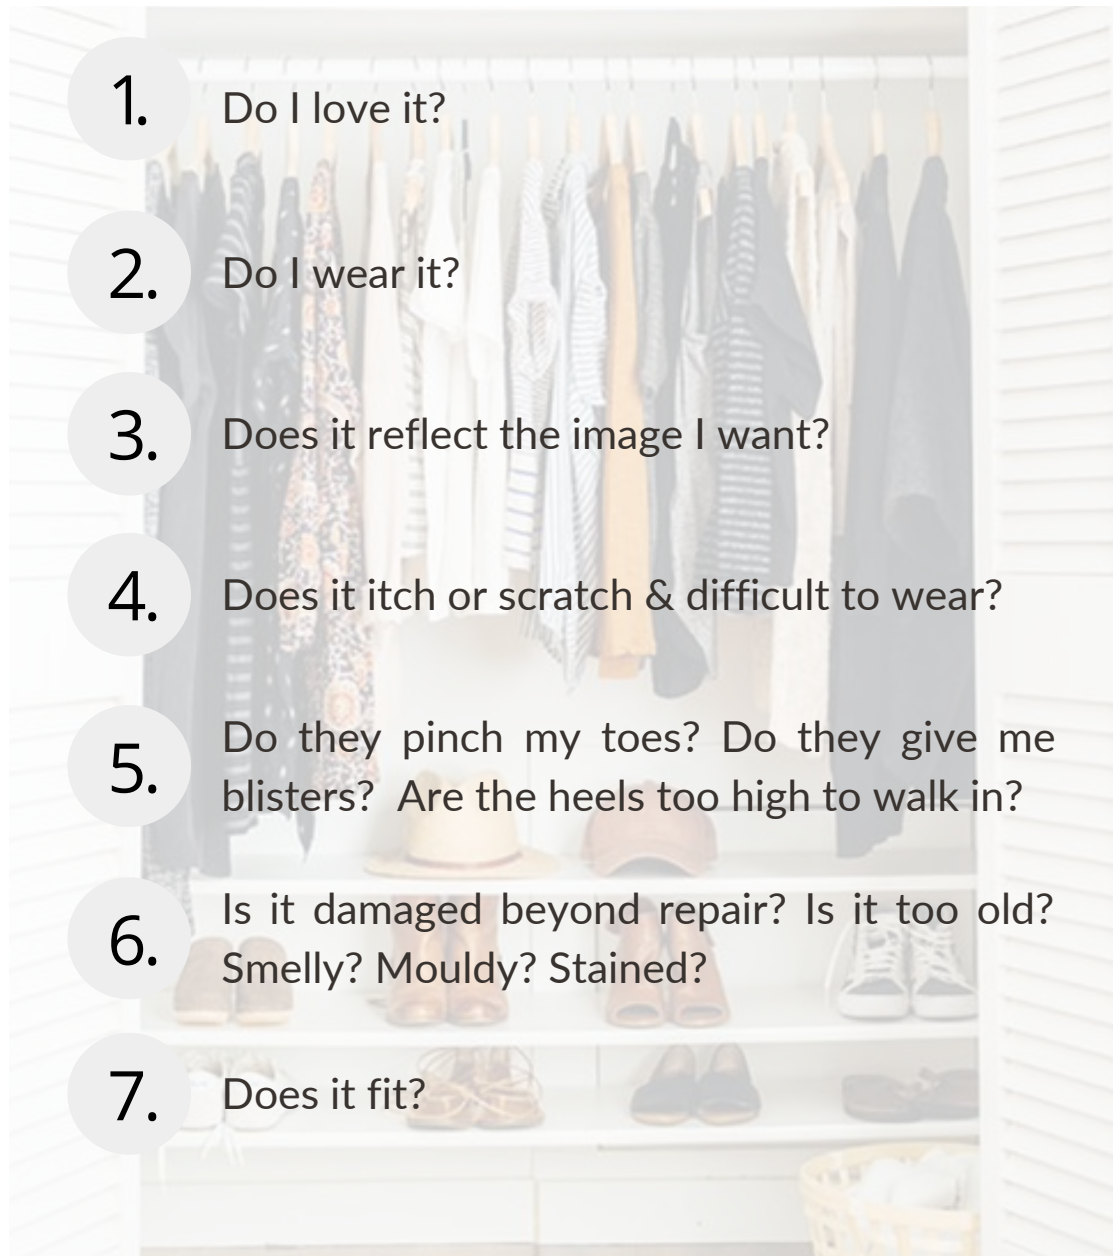 1. Do I love it?
2. Do I wear it?
3. Does it reflect the image I want?
4. Does it itch or scratch & difficult to wear?
5. Do they pinch my toes? Do they give me
blisters? Are the heels too high to walk in?
6. Is it damaged beyond repair? Is it too old?
Smelly? Mouldy? Stained?
7. Does it fit?